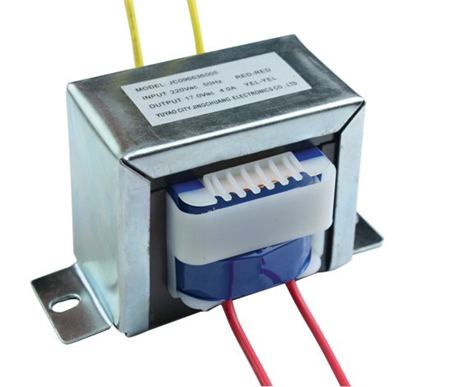 MODEL: JC096635005
INPUT: 220Vac 50Hz RED-RED
OUTPUT: 17.0Vac 4.0A YEL-YEL
YUYAO CITY JINGCHUANG ELECTRONICS CO.,LTD